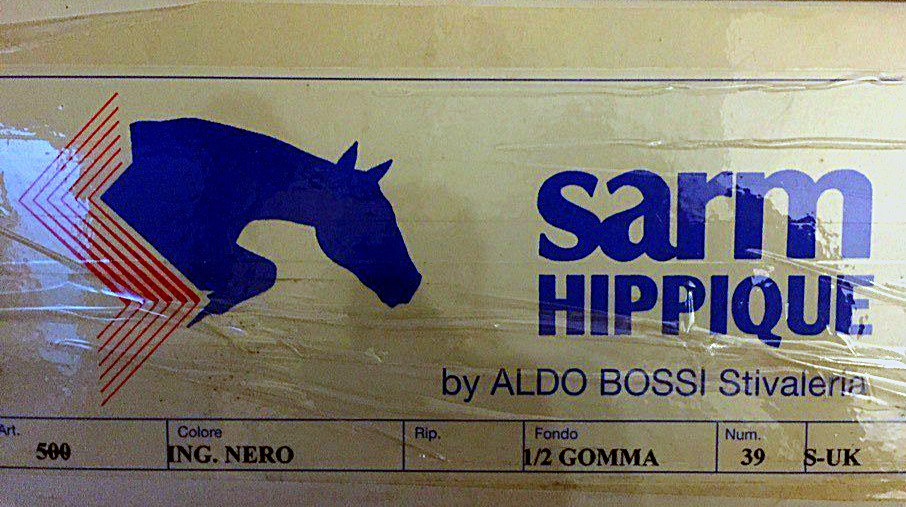 sarm
HIPPIQUE
by ALDO BOSSI Stivaleria
Art. Colore Rip. Fondo Num.
500 ING. NERO 1/2 GOMMA 39 S-UK